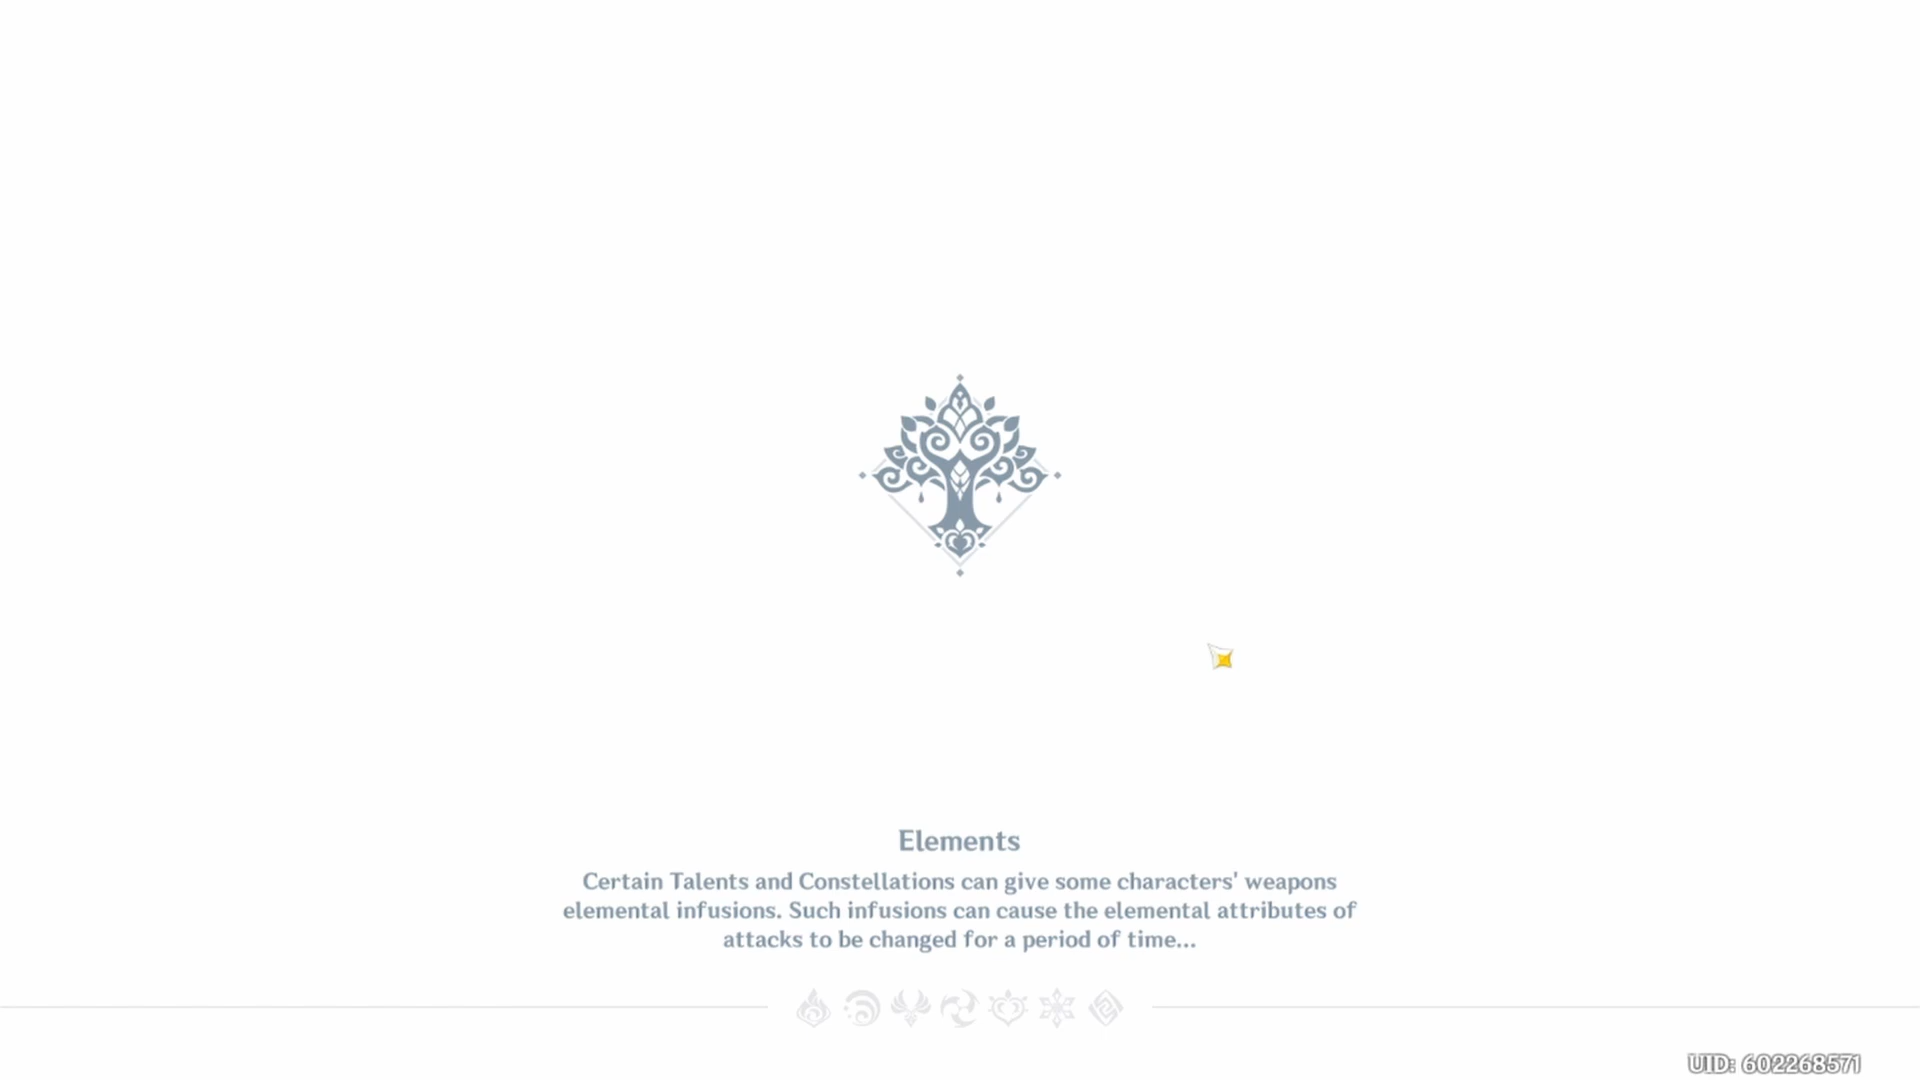 Elements
Certain Talents and Constellations can give some characters' weapons
elemental infusions. Such infusions can cause the elemental attributes of
attacks to be changed for a period of time...
UID: 602268571